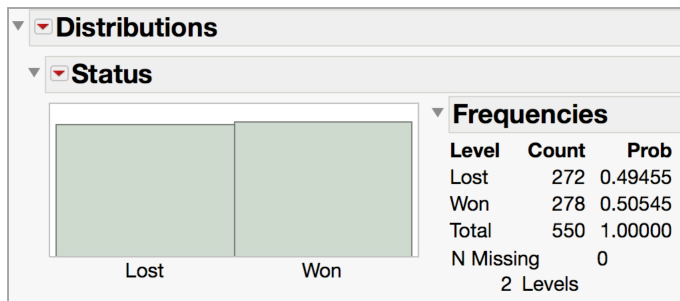 Distributions
Status
Lost Won
Frequencies
Level Count Prob
Lost 272 0.49455
Won 278 0.50545
Total 550 1.00000
N Missing 0
2 Levels